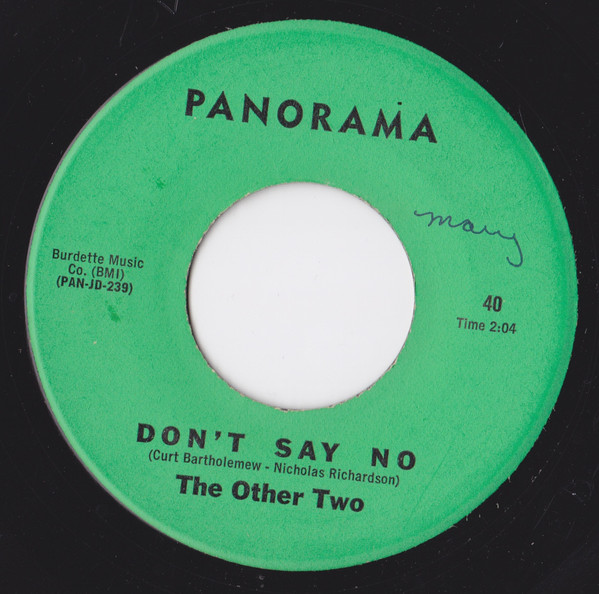 PANORAMA
mary
Burdette Music
Co. (BMI)
(PAN-JD-239)
40
Time 2:04
DON'T SAY NO
(Curt Bartholemew - Nicholas Richardson)
The Other Two